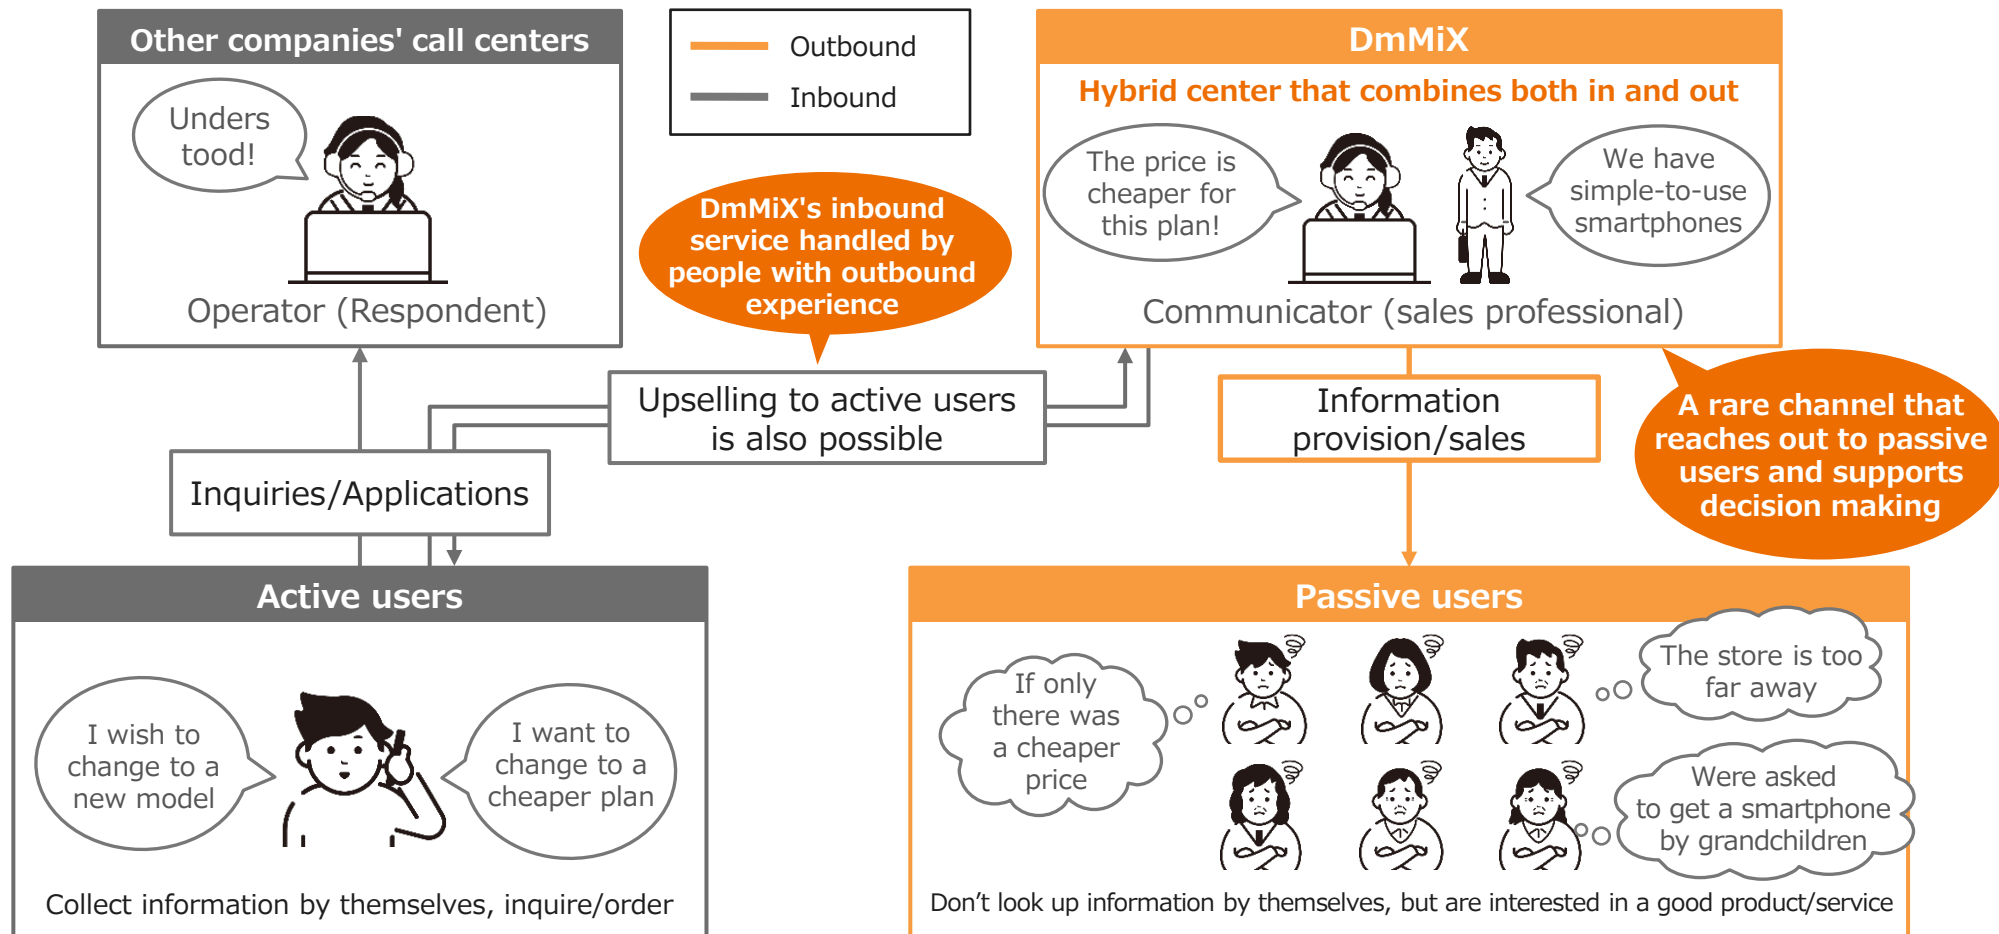 Other companies' call centers
Unders
tood!
Operator (Respondent)
Outbound
Inbound
DmMiX
Hybrid center that combines both in and out
The price is
cheaper for
this plan!
We have
simple-to-use
smartphones
Communicator (sales professional)
DmMiX's inbound
service handled by
people with outbound
experience
Upselling to active users
is also possible
Information
provision/sales
A rare channel that
reaches out to passive
users and supports
decision making
Inquiries/Applications
Active users
I wish to
change to a
new model
I want to
change to a
cheaper plan
Collect information by themselves, inquire/order
Passive users
If only
there was
a cheaper
price
The store is too
far away
Were asked
to get a smartphone
by grandchildren
Don’t look up information by themselves, but are interested in a good product/service